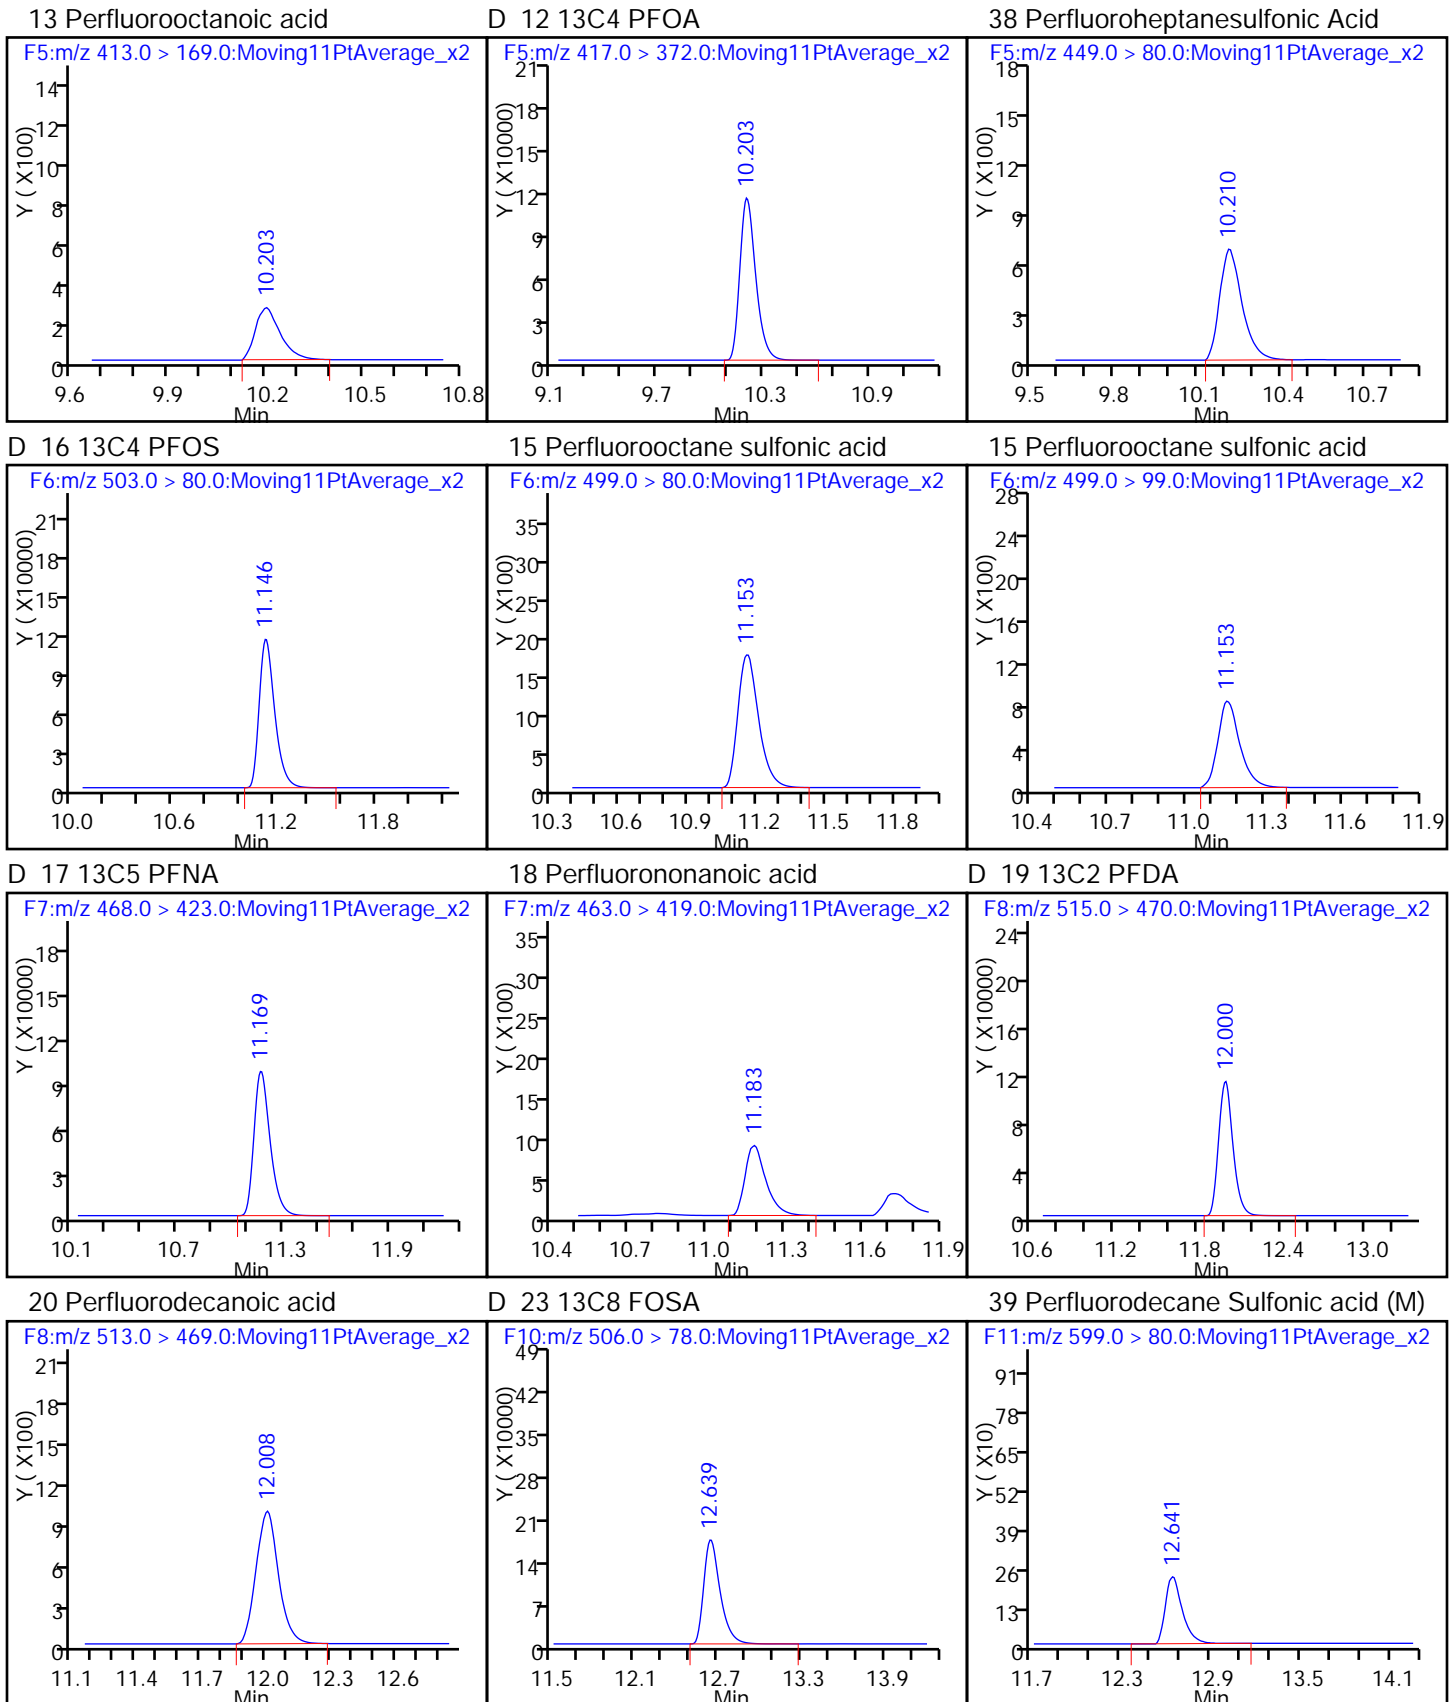 13 Perfluorooctanoic acid
F5:m/z 413.0 > 169.0:Moving11PtAverage_x2
Y ( X100)
14
12
10
8
6
4
2
0
10.203
9.6 9.9 10.2 10.5 10.8
Min
D 12 13C4 PFOA
F5:m/z 417.0 > 372.0:Moving11PtAverage_x2
Y ( X10000)
21
18
15
12
9
6
3
0
10.203
9.1 9.7 10.3 10.9
Min
38 Perfluoroheptanesulfonic Acid
F5:m/z 449.0 > 80.0:Moving11PtAverage_x2
Y ( X100)
18
15
12
9
6
3
0
10.210
9.5 9.8 10.1 10.4 10.7
Min
D 16 13C4 PFOS
F6:m/z 503.0 > 80.0:Moving11PtAverage_x2
Y ( X10000)
21
18
15
12
9
6
3
0
11.146
10.0 10.6 11.2 11.8
Min
15 Perfluorooctane sulfonic acid
F6:m/z 499.0 > 80.0:Moving11PtAverage_x2
Y ( X100)
35
30
25
20
15
10
5
0
11.153
10.3 10.6 10.9 11.2 11.5 11.8
Min
15 Perfluorooctane sulfonic acid
F6:m/z 499.0 > 99.0:Moving11PtAverage_x2
Y ( X100)
28
24
20
16
12
8
4
0
11.153
10.4 10.7 11.0 11.3 11.6 11.9
Min
D 17 13C5 PFNA
F7:m/z 468.0 > 423.0:Moving11PtAverage_x2
Y ( X10000)
18
15
12
9
6
3
0
11.169
10.1 10.7 11.3 11.9
Min
18 Perfluorononanoic acid
F7:m/z 463.0 > 419.0:Moving11PtAverage_x2
Y ( X100)
35
30
25
20
15
10
5
0
11.183
10.4 10.7 11.0 11.3 11.6 11.9
Min
D 19 13C2 PFDA
F8:m/z 515.0 > 470.0:Moving11PtAverage_x2
Y ( X10000)
24
20
16
12
8
4
0
12.000
10.6 11.2 11.8 12.4 13.0
Min
20 Perfluorodecanoic acid
F8:m/z 513.0 > 469.0:Moving11PtAverage_x2
Y ( X100)
21
18
15
12
9
6
3
0
12.008
11.1 11.4 11.7 12.0 12.3 12.6
Min
D 23 13C8 FOSA
F10:m/z 506.0 > 78.0:Moving11PtAverage_x2
Y ( X10000)
49
42
35
28
21
14
7
0
12.639
11.5 12.1 12.7 13.3 13.9
Min
39 Perfluorodecane Sulfonic acid (M)
F11:m/z 599.0 > 80.0:Moving11PtAverage_x2
Y ( X10)
91
78
65
52
39
26
13
0
12.641
11.7 12.3 12.9 13.5 14.1
Min